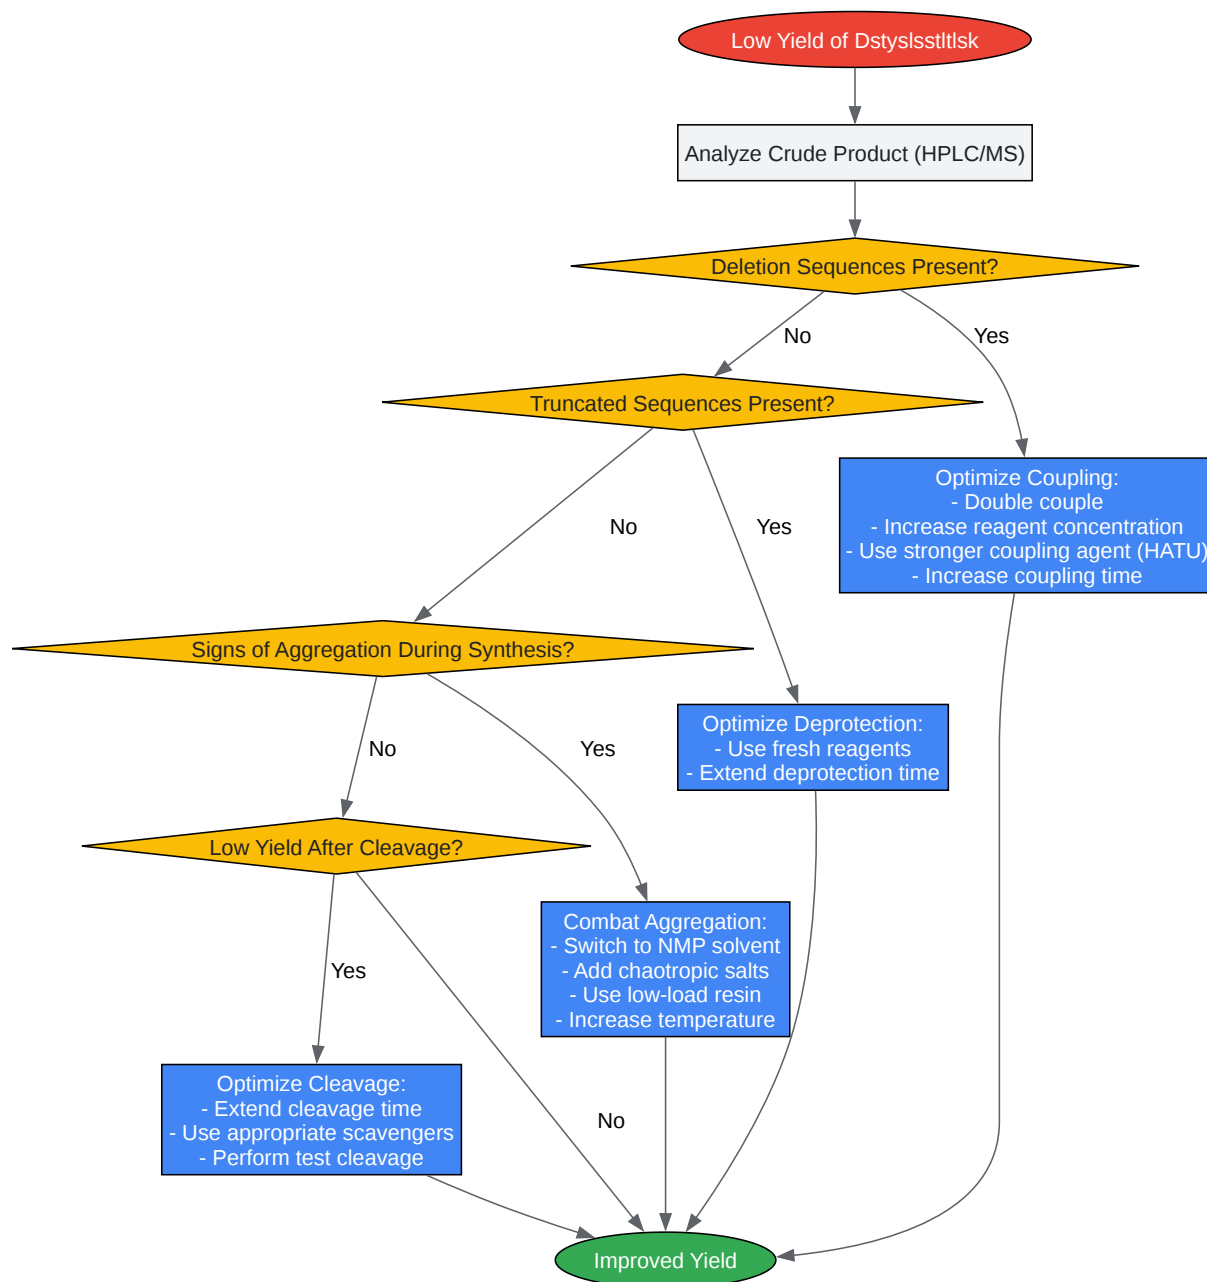 Low Yield of Dstyslsstltlsk
Analyze Crude Product (HPLC/MS)
Deletion Sequences Present?
No
Yes
Truncated Sequences Present?
Optimize Coupling:
- Double couple
- Increase reagent concentration
- Use stronger coupling agent (HATU)
- Increase coupling time
No
Yes
Signs of Aggregation During Synthesis?
Optimize Deprotection:
- Use fresh reagents
- Extend deprotection time
No
Yes
Low Yield After Cleavage?
Combat Aggregation:
- Switch to NMP solvent
- Add chaotropic salts
- Use low-load resin
- Increase temperature
Yes
Optimize Cleavage:
- Extend cleavage time
- Use appropriate scavengers
- Perform test cleavage
No
Improved Yield